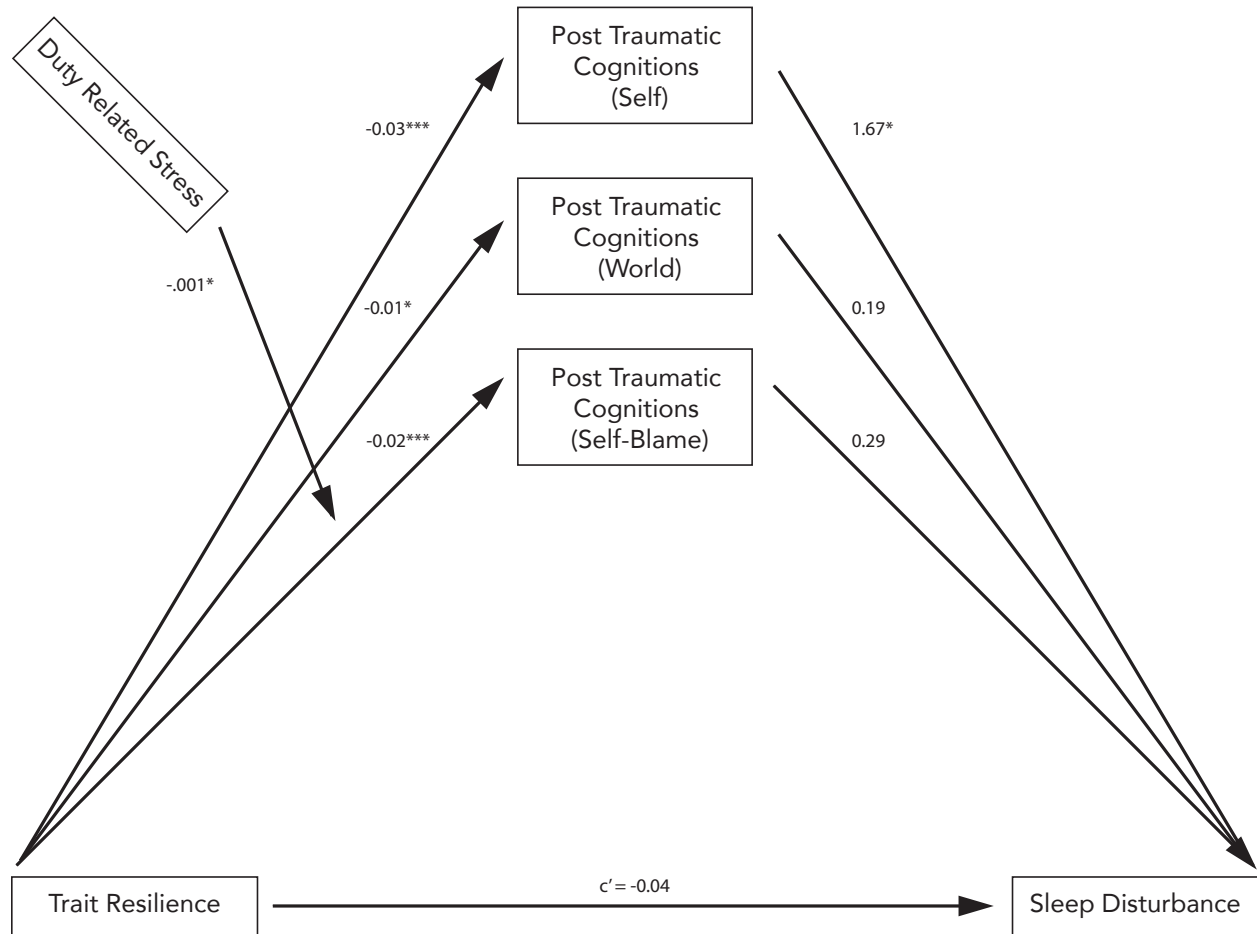 Post Traumatic
Cognitions
(Self)
Duty Related Stress
-0.03***
1.67*
Post Traumatic
Cognitions
(World)
-.001*
-0.01*
0.19
Post Traumatic
Cognitions
(Self-Blame)
-0.02***
0.29
c’ = -0.04
Trait Resilience
Sleep Disturbance